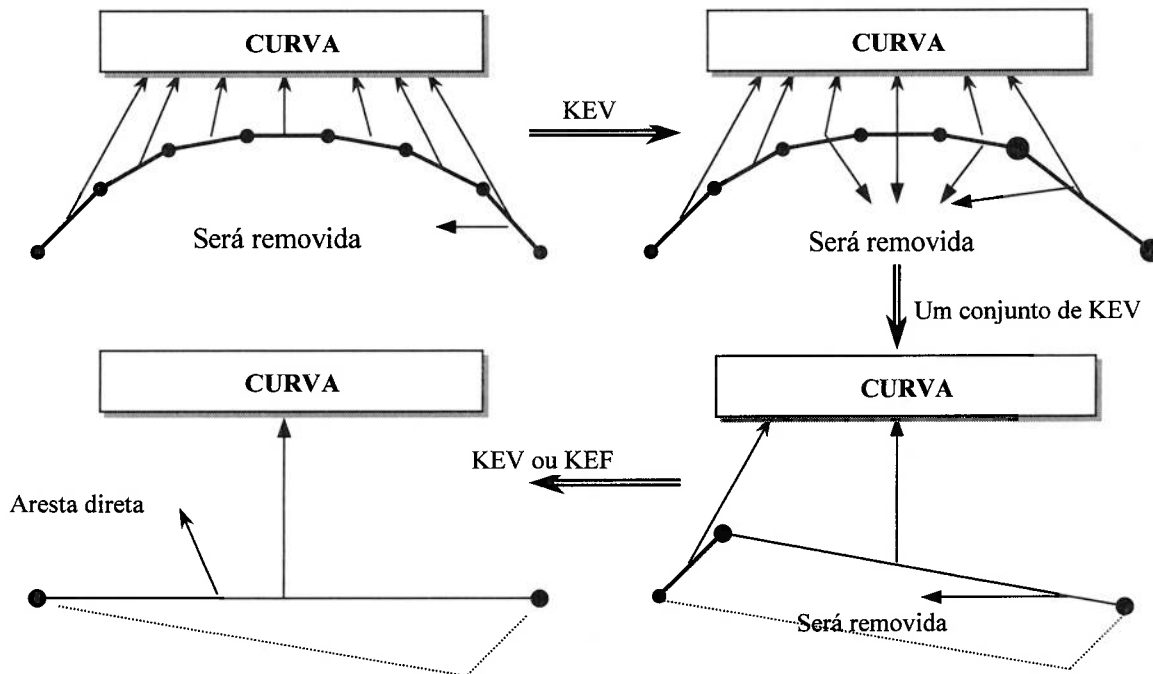 CURVA
KEV
CURVA
Será removida
Será removida
Um conjunto de KEV
CURVA
CURVA
KEV ou KEF
Aresta direta
Será removida